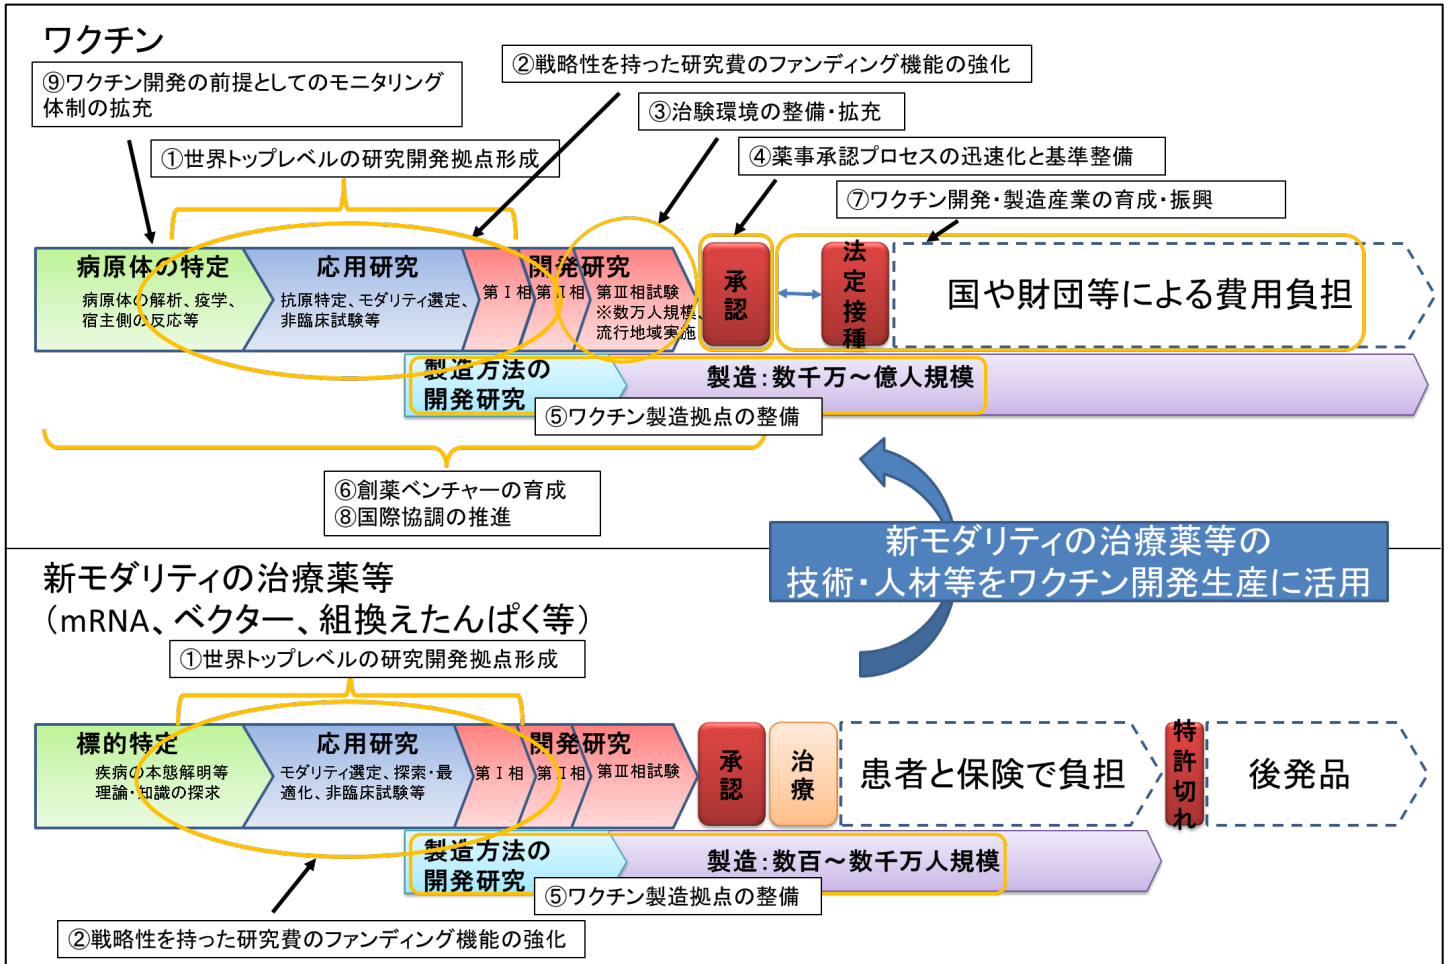 ワクチン
②戦略性を持った研究費のファンディング機能の強化
⑨ワクチン開発の前提としてのモニタリング
体制の拡充
③治験環境の整備・拡充
①世界トップレベルの研究開発拠点形成
④薬事承認プロセスの迅速化と基準整備
⑦ワクチン開発・製造産業の育成・振興
病原体の特定
病原体の解析、疫学、
宿主側の反応等
応用研究
抗原特定、モダリティ選定、
非臨床試験等
開発研究
第Ⅰ相
第Ⅱ相
第Ⅲ相試験
※数万人規模、
流行地域実施
承認
法定接種
国や財団等による費用負担
製造方法の
開発研究
製造：数千万～億人規模
⑤ワクチン製造拠点の整備
⑥創薬ベンチャーの育成
⑧国際協調の推進
新モダリティの治療薬等の
技術・人材等をワクチン開発生産に活用
新モダリティの治療薬等
（mRNA、ベクター、組換えたんぱく等）
①世界トップレベルの研究開発拠点形成
標的特定
疾病の本態解明等
理論・知識の探求
応用研究
モダリティ選定、探索・最
適化、非臨床試験等
開発研究
第Ⅰ相
第Ⅱ相
第Ⅲ相試験
承認
治療
患者と保険で負担
特許切れ
後発品
製造方法の
開発研究
製造：数百～数千万人規模
⑤ワクチン製造拠点の整備
②戦略性を持った研究費のファンディング機能の強化